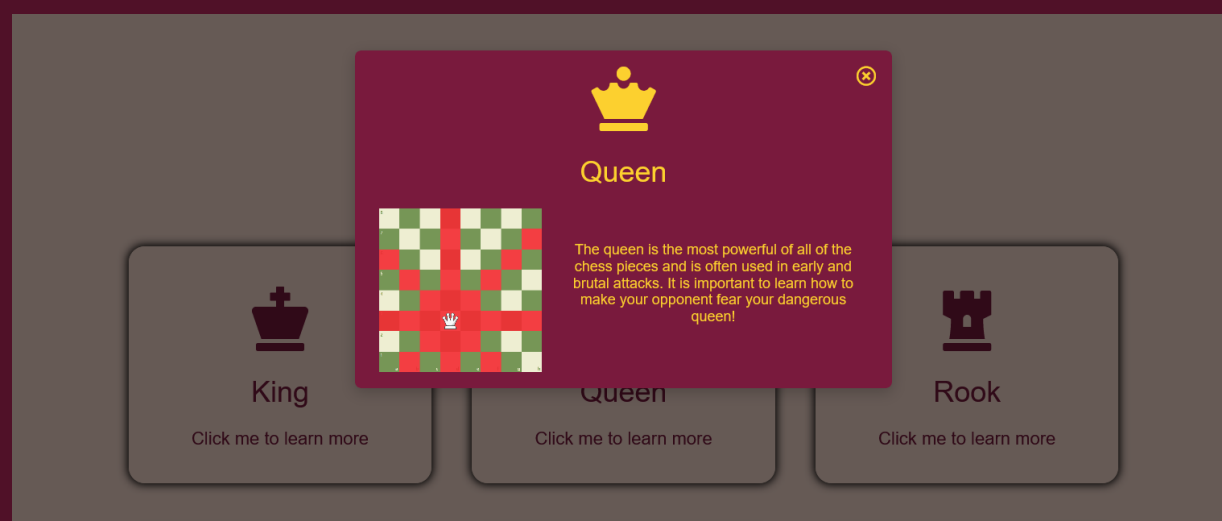 Queen
The queen is the most powerful of all of the
chess pieces and is often used in early and
brutal attacks. It is important to learn how to
make your opponent fear your dangerous
queen!
King
Queen
Rook
Click me to learn more
Click me to learn more
Click me to learn more